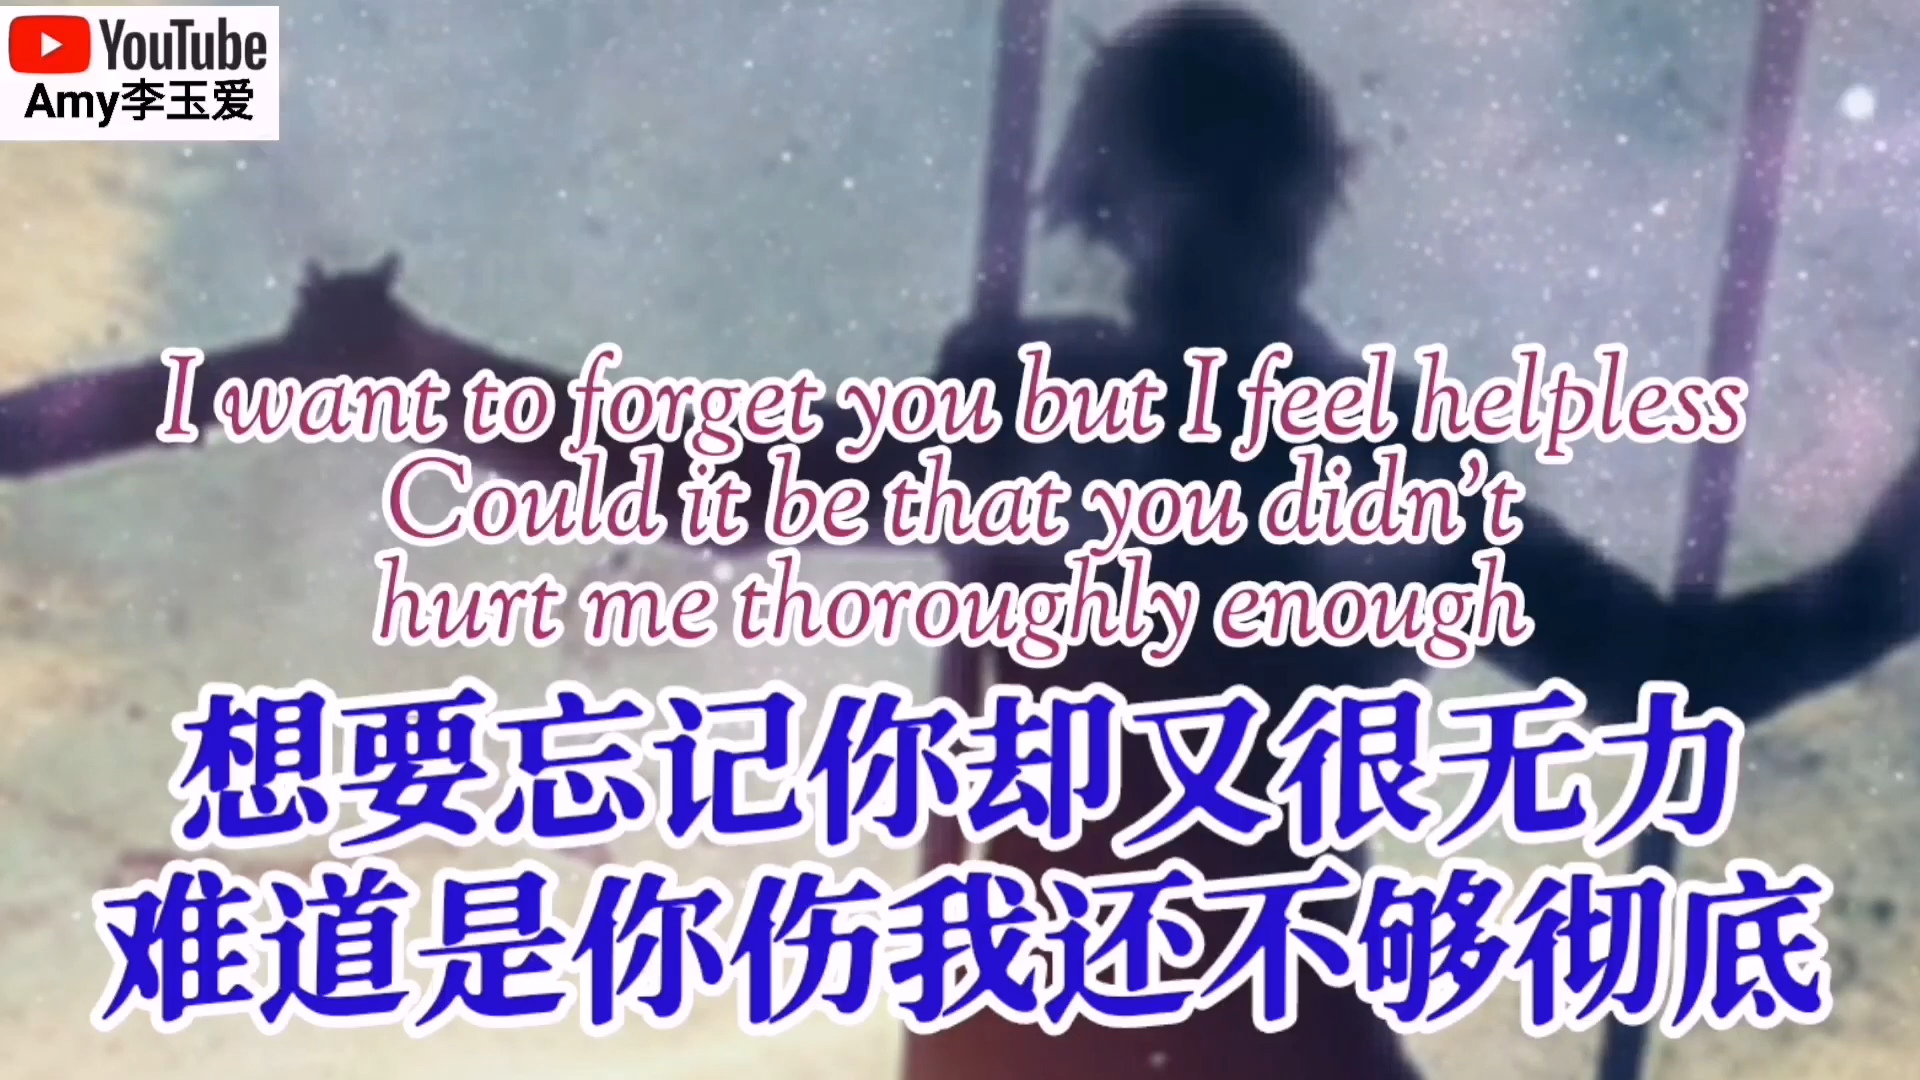 YouTube
Amy李玉爱
I want to forget you but I feel helpless
Could it be that you didn't
hurt me thoroughly enough
想要忘记你却又很无力
难道是你伤我还不够彻底